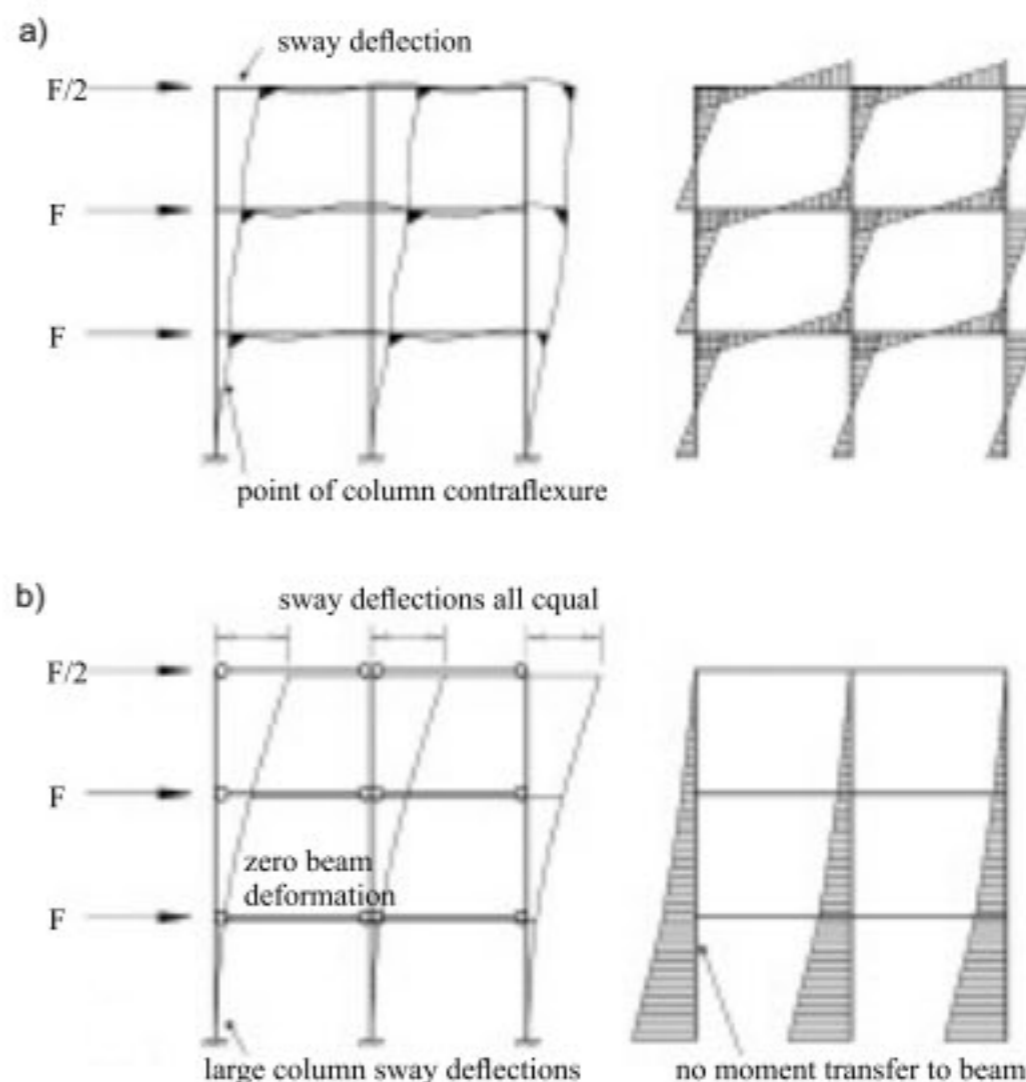 a)
sway deflection
F/2
F
F
point of column contraflexure
b)
sway deflections all equal
F/2
F
zero beam
deformation
F
large column sway deflections
no moment transfer to beam